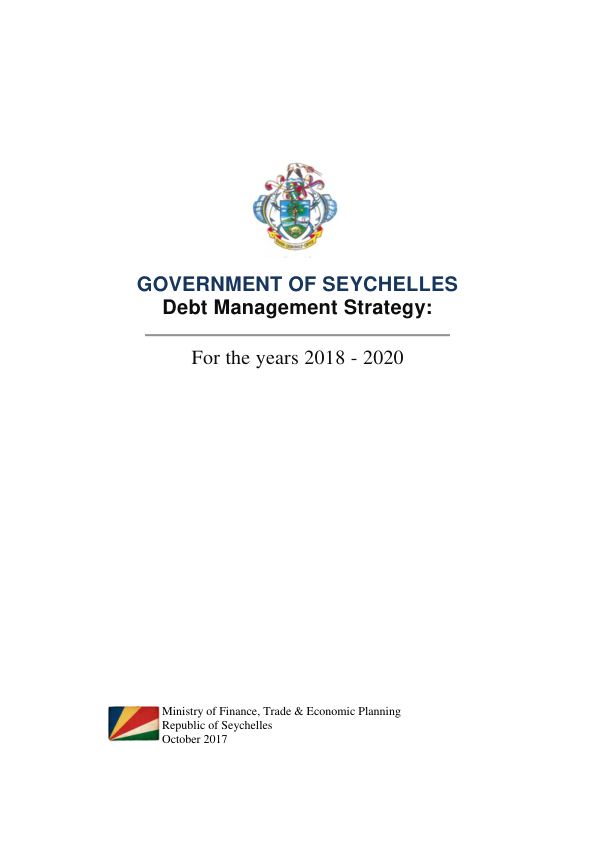 GOVERNMENT OF SEYCHELLES
Debt Management Strategy:
For the years 2018 - 2020
Ministry of Finance, Trade & Economic Planning
Republic of Seychelles
October 2017